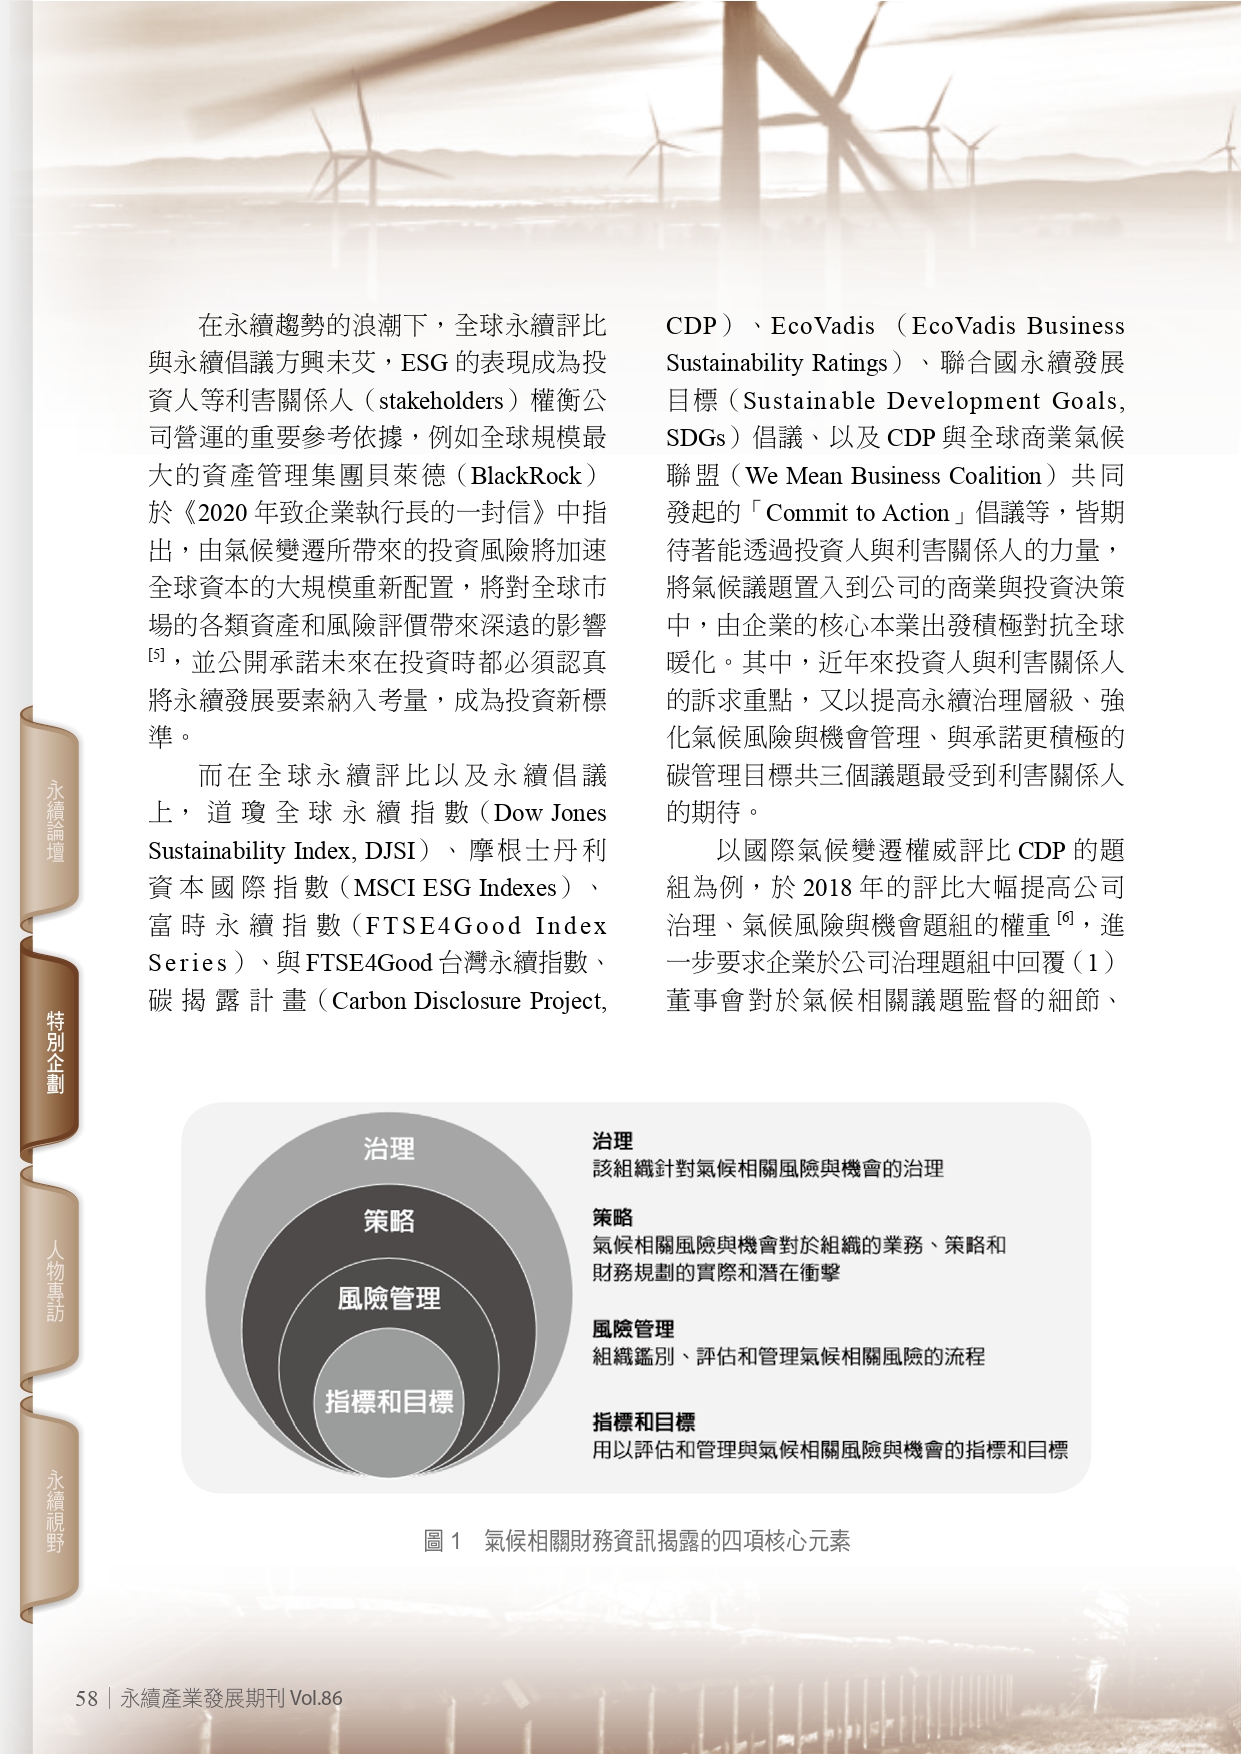 在永續趨勢的浪潮下，全球永續評比
與永續倡議方興未艾，ESG 的表現成為投
資人等利害關係人（stakeholders）權衡公
司營運的重要參考依據，例如全球規模最
大的資產管理集團貝萊德（BlackRock）
於《2020 年致企業執行長的一封信》中指
出，由氣候變遷所帶來的投資風險將加速
全球資本的大規模重新配置，將對全球市
場的各類資產和風險評價帶來深遠的影響
[5]，並公開承諾未來在投資時都必須認真
將永續發展要素納入考量，成為投資新標
準。
而在全球永續評比以及永續倡議
上，道瓊全球永續指數（Dow Jones
Sustainability Index, DJSI）、摩根士丹利
資本國際指數（MSCI ESG Indexes）、
富時永續指數（FTSE4Good Index
Series）、與 FTSE4Good 台灣永續指數、
碳揭露計畫（Carbon Disclosure Project,
CDP）、EcoVadis （EcoVadis Business
Sustainability Ratings）、聯合國永續發展
目標（Sustainable Development Goals,
SDGs）倡議、以及 CDP 與全球商業氣候
聯盟（We Mean Business Coalition）共同
發起的「Commit to Action」倡議等，皆期
待著能透過投資人與利害關係人的力量，
將氣候議題置入到公司的商業與投資決策
中，由企業的核心本業出發積極對抗全球
暖化。其中，近年來投資人與利害關係人
的訴求重點，又以提高永續治理層級、強
化氣候風險與機會管理、與承諾更積極的
碳管理目標共三個議題最受到利害關係人
的期待。
以國際氣候變遷權威評比 CDP 的題
組為例，於 2018 年的評比大幅提高公司
治理、氣候風險與機會題組的權重 [6]，進
一步要求企業於公司治理題組中回覆（1）
董事會對於氣候相關議題監督的細節、
治理
策略
風險管理
指標和目標
治理
該組織針對氣候相關風險與機會的治理
策略
氣候相關風險與機會對於組織的業務、策略和
財務規劃的實際和潛在衝擊
風險管理
組織鑑別、評估和管理氣候相關風險的流程
指標和目標
用以評估和管理與氣候相關風險與機會的指標和目標
圖 1　氣候相關財務資訊揭露的四項核心元素
永續論壇
特別企劃
人物專訪
永續視野
58｜永續產業發展期刊 Vol.86